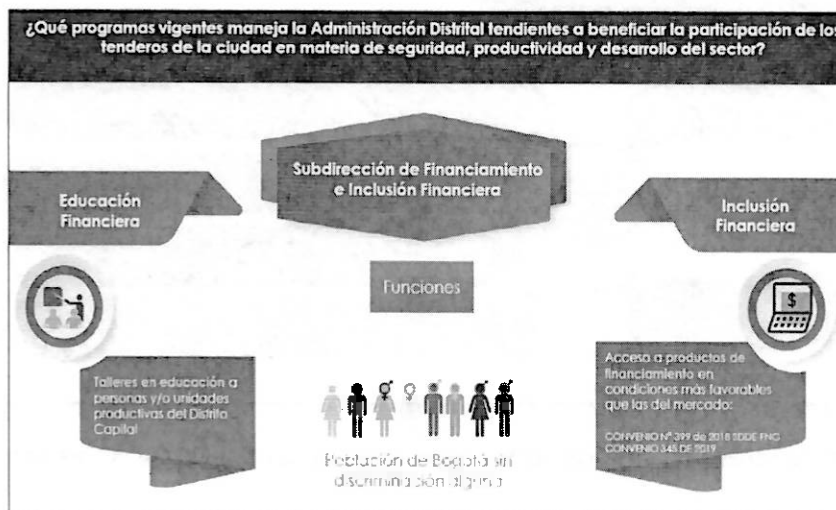 ¿Qué programas vigentes maneja la Administración Distrital tendientes a beneficiar la participación de los
tenderos de la ciudad en materia de seguridad, productividad y desarrollo del sector?
Subdirección de Financiamiento
e Inclusión Financiera
Educación
Financiera
Inclusión
Financiera
Funciones
$
Talleres en educación a
personas y/o unidades
productivas del Distrito
Capital
Acceso a productos de
financiamiento en
condiciones más favorables
que las del mercado:
CONVENIO N° 399 de 2018 SDDE FNG
CONVENIO 345 DE 2019
Población de Bogotá sin
discriminación alguna